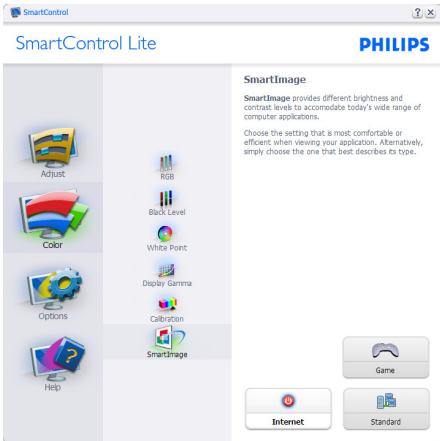 SmartControl
SmartControl Lite
PHILIPS
Adjust
Color
Options
Help
RGB
Black Level
White Point
Display Gamma
Calibration
SmartImage
SmartImage
SmartImage provides different brightness and
contrast levels to accomodate today's wide range of
computer applications.
Choose the setting that is most comfortable or
efficient when viewing your application. Alternatively,
simply choose the one that best describes its type.
Game
Internet
Standard